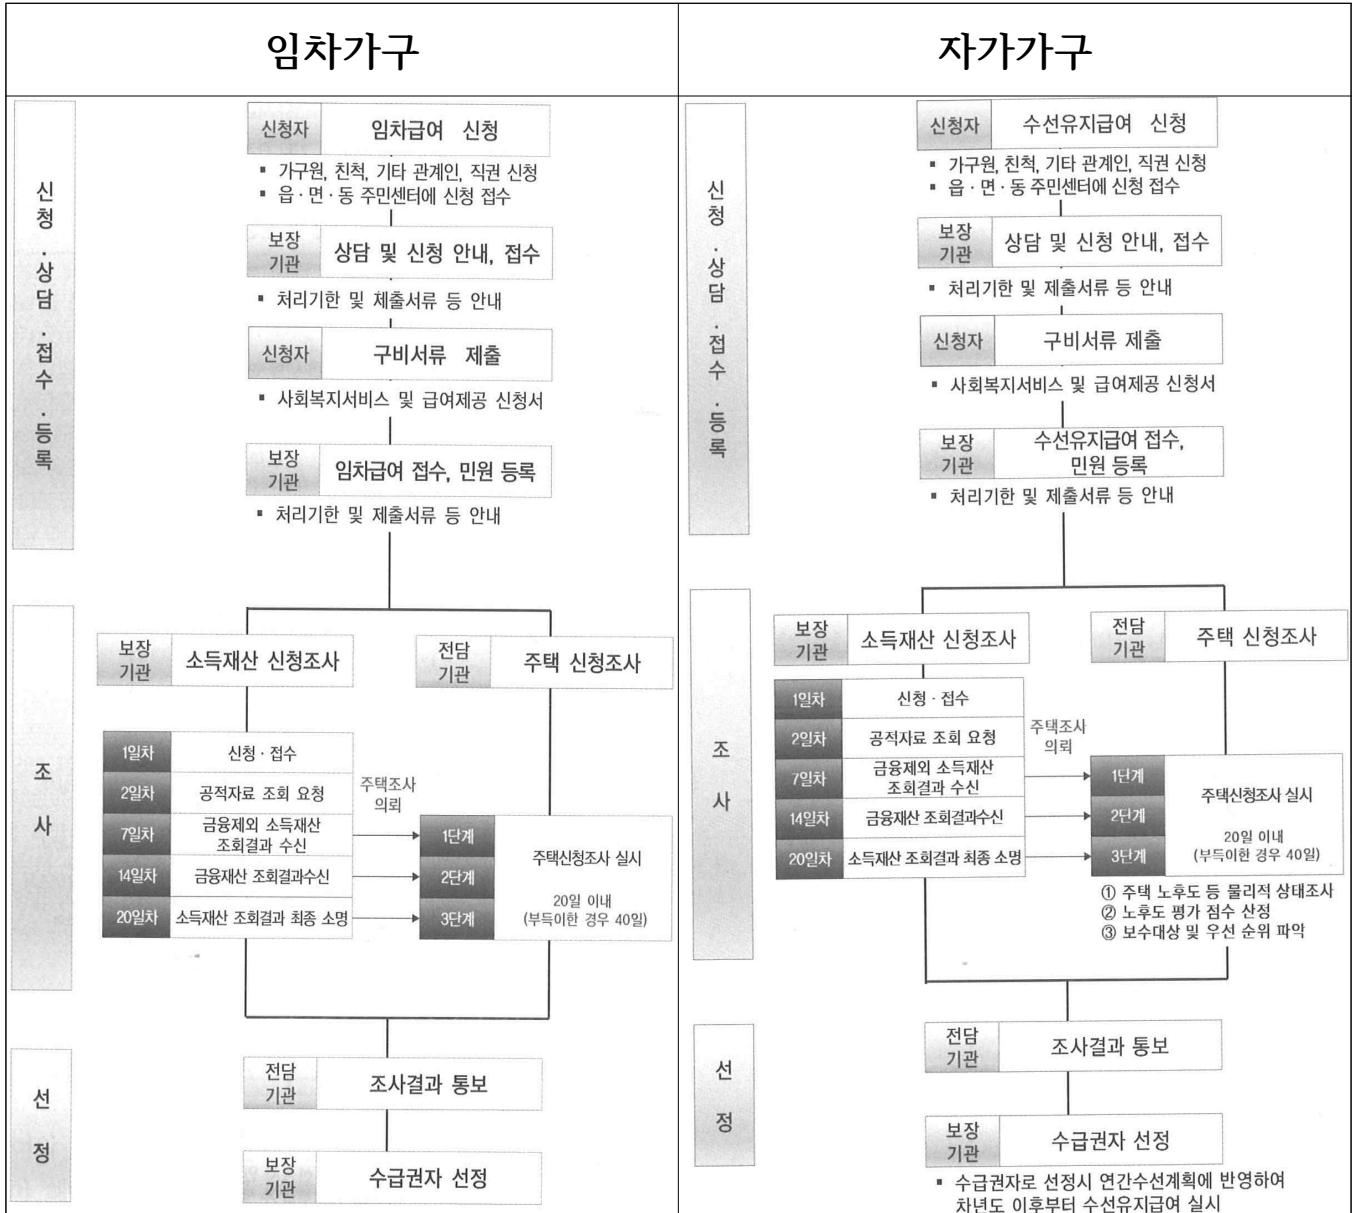 임차가구
신청·상담·접수·등록
신청자 임차급여 신청
▪ 가구원, 친척, 기타 관계인, 직권 신청
▪ 읍·면·동 주민센터에 신청 접수
보장 기관 상담 및 신청 안내, 접수
▪ 처리기한 및 제출서류 등 안내
신청자 구비서류 제출
▪ 사회복지서비스 및 급여제공 신청서
보장 기관 임차급여 접수, 민원 등록
▪ 처리기한 및 제출서류 등 안내
조사
보장 기관 소득재산 신청조사
전담 기관 주택 신청조사
1일차 신청·접수
2일차 공적자료 조회 요청
7일차 금융제외 소득재산
조회결과 수신
14일차 금융재산 조회결과수신
20일차 소득재산 조회결과 최종 소명
주택조사
의뢰
1단계
2단계
3단계
주택신청조사 실시
20일 이내
(부득이한 경우 40일)
선정
전담 기관 조사결과 통보
보장 기관 수급권자 선정
자가가구
신청·상담·접수·등록
신청자 수선유지급여 신청
▪ 가구원, 친척, 기타 관계인, 직권 신청
▪ 읍·면·동 주민센터에 신청 접수
보장 기관 상담 및 신청 안내, 접수
▪ 처리기한 및 제출서류 등 안내
신청자 구비서류 제출
▪ 사회복지서비스 및 급여제공 신청서
보장 기관 수선유지급여 접수,
민원 등록
▪ 처리기한 및 제출서류 등 안내
조사
보장 기관 소득재산 신청조사
전담 기관 주택 신청조사
1일차 신청·접수
2일차 공적자료 조회 요청
7일차 금융제외 소득재산
조회결과 수신
14일차 금융재산 조회결과수신
20일차 소득재산 조회결과 최종 소명
주택조사
의뢰
1단계
2단계
3단계
주택신청조사 실시
20일 이내
(부득이한 경우 40일)
① 주택 노후도 등 물리적 상태조사
② 노후도 평가 점수 산정
③ 보수대상 및 우선 순위 파악
선정
전담 기관 조사결과 통보
보장 기관 수급권자 선정
▪ 수급권자로 선정시 연간수선계획에 반영하여
차년도 이후부터 수선유지급여 실시